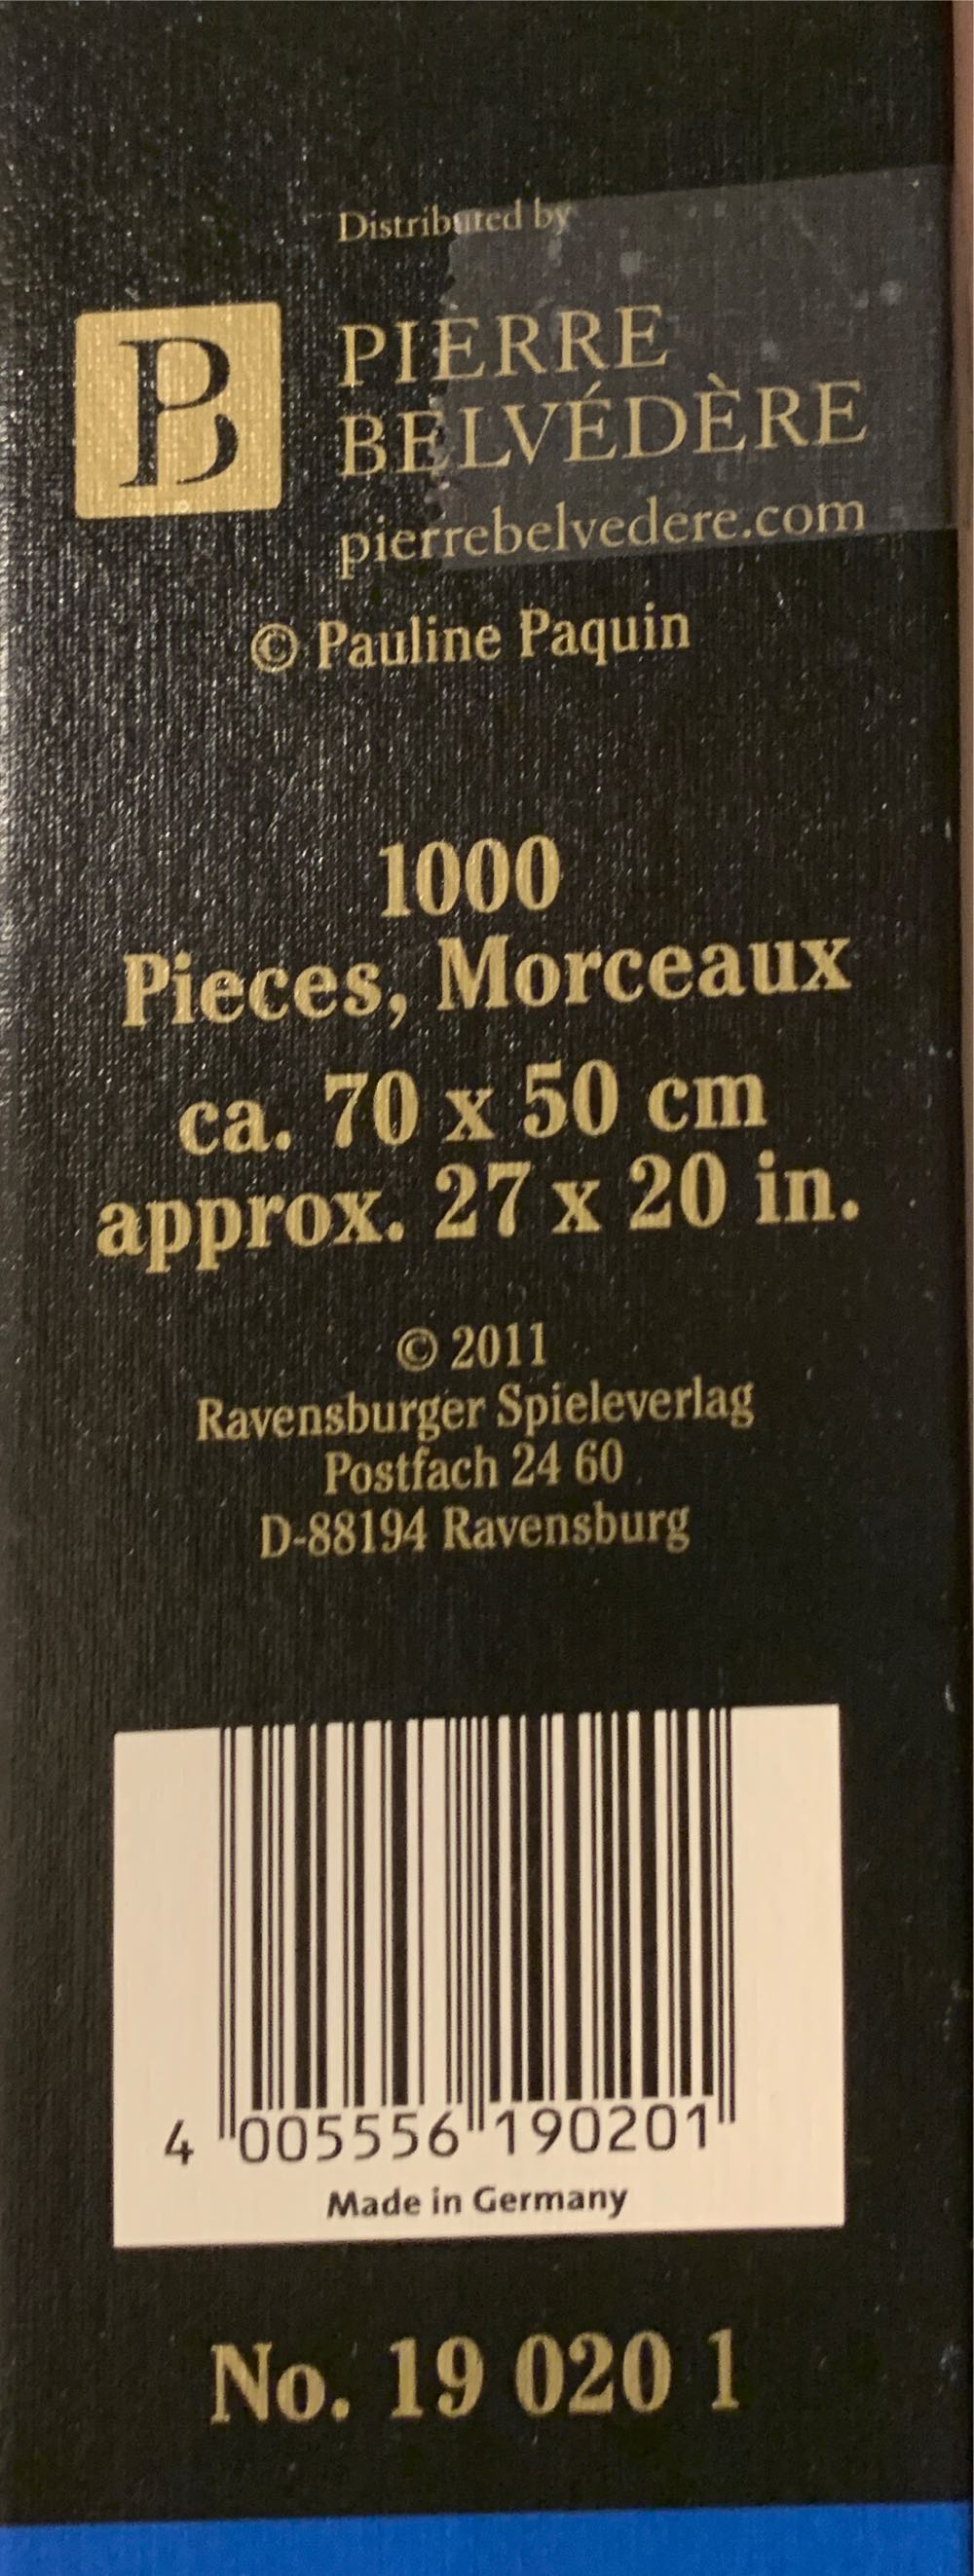 Distributed by
B
PIERRE
BELVÉDÈRE
pierrebelvedere.com
© Pauline Paquin
1000
Pieces, Morceaux
ca. 70 x 50 cm
approx. 27 x 20 in.
© 2011
Ravensburger Spieleverlag
Postfach 24 60
D-88194 Ravensburg
4 005556 190201
Made in Germany
No. 19 020 1